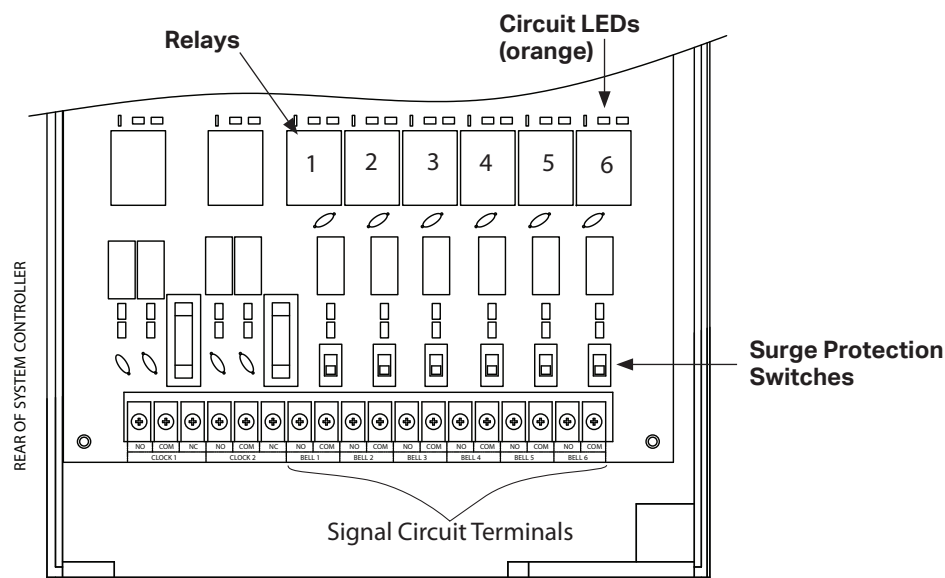 Relays
Circuit LEDs
(orange)
1 2 3 4 5 6
REAR OF SYSTEM CONTROLLER
Surge Protection
Switches
NO COM NC NO COM NC NO COM NO COM NO COM NO COM NO COM NO COM
CLOCK 1 CLOCK 2 BELL 1 BELL 2 BELL 3 BELL 4 BELL 5 BELL 6
Signal Circuit Terminals